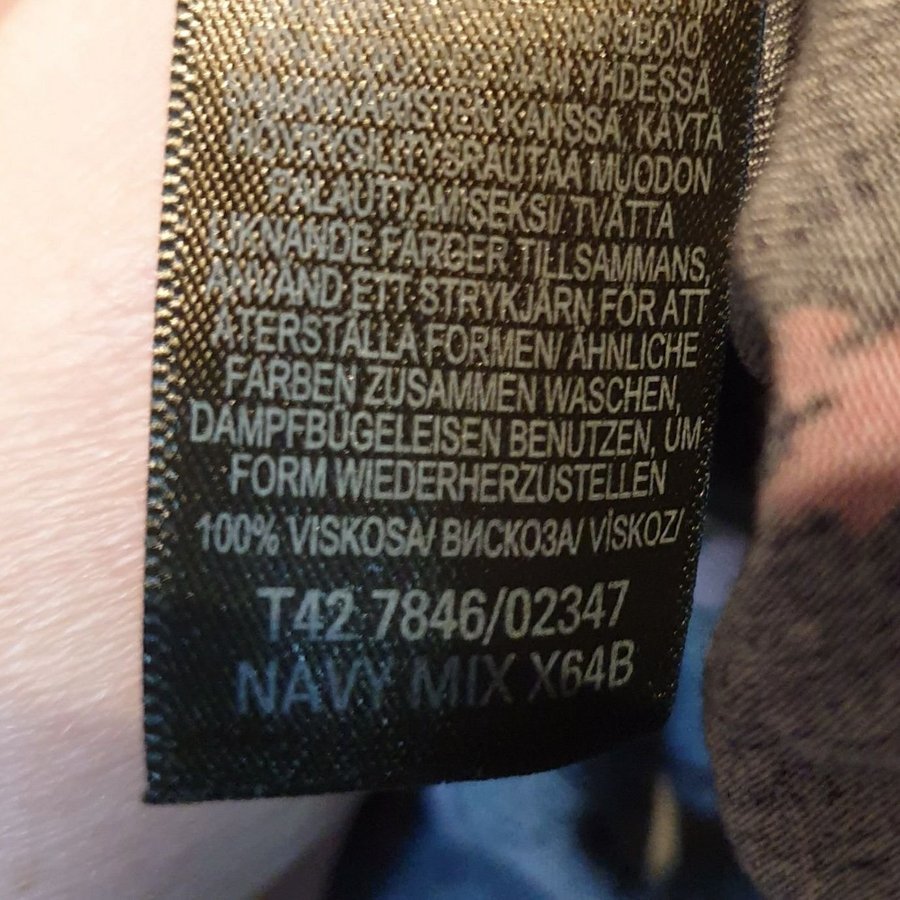 YHDESSÄ
KANSSA, KÄYTÄ
HÖYRYSILITYSRAUTAA MUODON
PALAUTTAMISEKSI/ TVÄTTA
LIKNANDE FÄRGER TILLSAMMANS,
ANVÄND ETT STRYKJÄRN FÖR ATT
ÅTERSTÄLLA FORMEN/ ÄHNLICHE
FARBEN ZUSAMMEN WASCHEN,
DAMPFBÜGELEISEN BENUTZEN, UM
FORM WIEDERHERZUSTELLEN
100% VISKOSA/ ВИСКОЗА/ VİSKOZ/
T42 7846/02347
NAVY MIX X64B